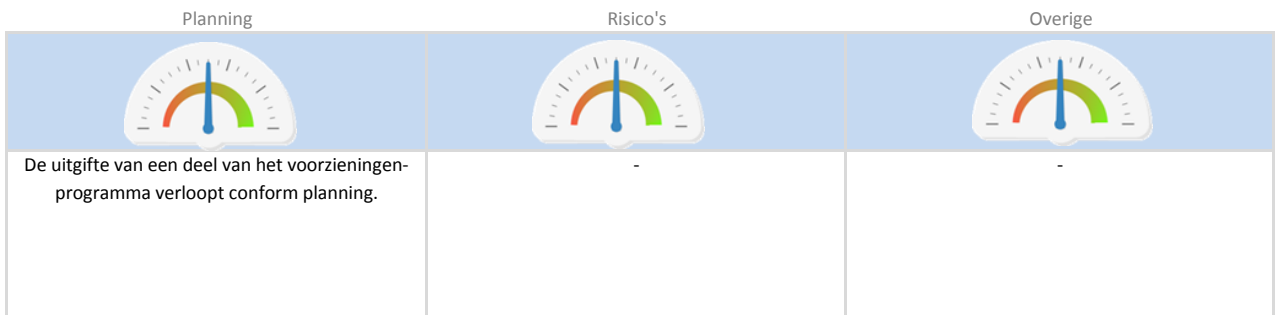 Planning Risico's Overige
De uitgifte van een deel van het voorzieningen-
programma verloopt conform planning.
-
-